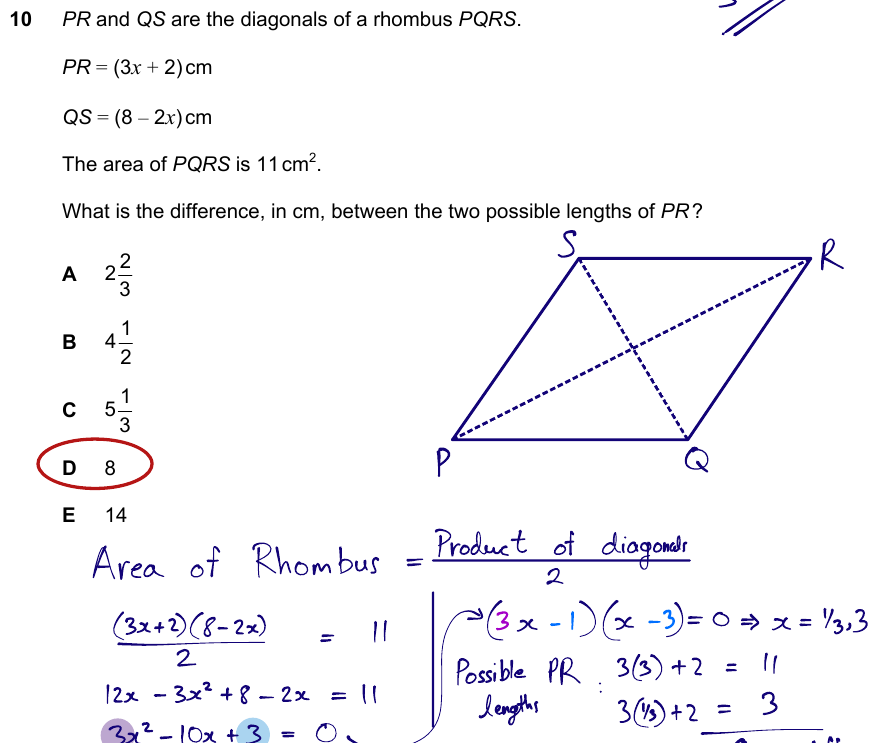 10 PR and QS are the diagonals of a rhombus PQRS.
PR = (3x + 2) cm
QS = (8 – 2x) cm
The area of PQRS is 11 cm².
What is the difference, in cm, between the two possible lengths of PR?
A 2 2/3
B 4 1/2
C 5 1/3
D 8
E 14
S
R
P
Q
Area of Rhombus = Product of diagonals / 2
(3x+2)(8-2x) / 2 = 11
12x - 3x² + 8 - 2x = 11
3x² - 10x + 3 = 0
(3x - 1)(x - 3) = 0 ⇒ x = 1/3, 3
Possible PR lengths : 3(3) + 2 = 11
3(1/3) + 2 = 3